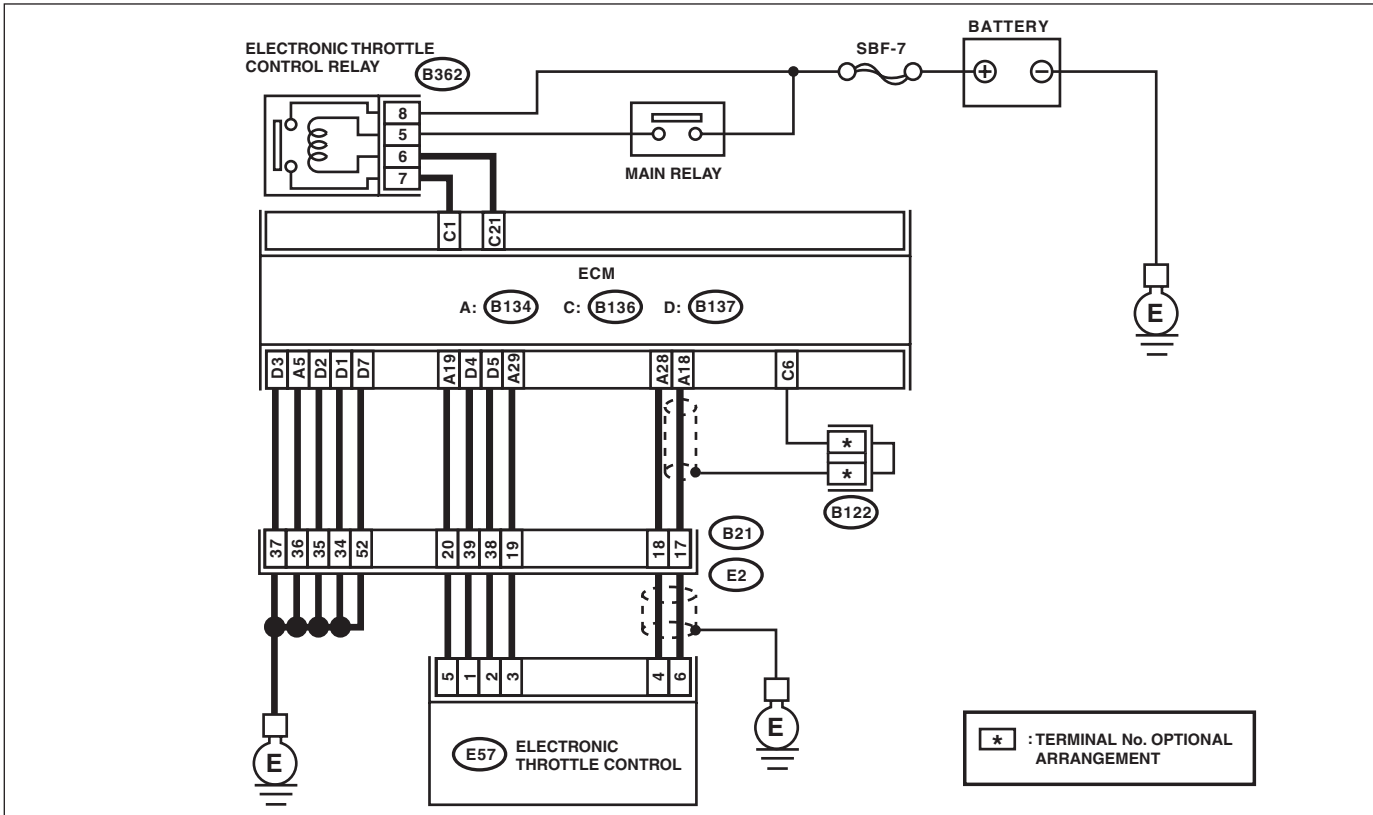 BATTERY
SBF-7
ELECTRONIC THROTTLE
CONTROL RELAY
B362
8
5
6
7
MAIN RELAY
C1
C21
ECM
A: B134 C: B136 D: B137
D3 A5 D2 D1 D7 A19 D4 D5 A29 A28 A18 C6
*
*
B122
B21
37 36 35 34 52 20 39 38 19 18 17
E2
5 1 2 3 4 6
E57 ELECTRONIC
THROTTLE CONTROL
E
E
E
* : TERMINAL No. OPTIONAL
ARRANGEMENT